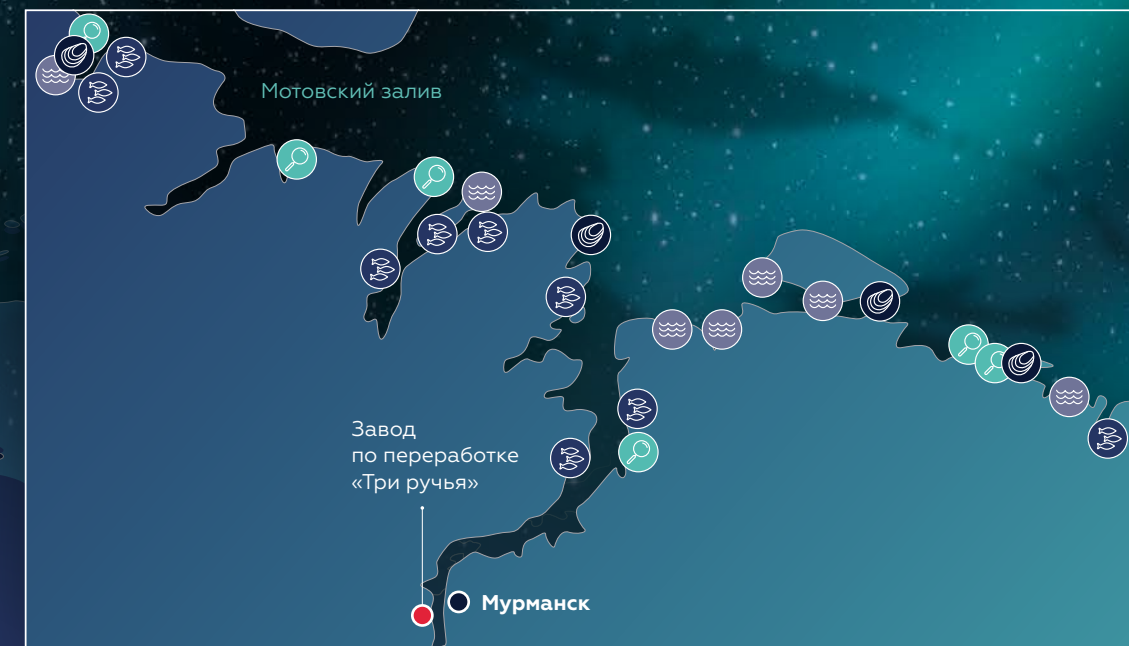 Мотовский залив
Завод
по переработке
«Три ручья»
Мурманск